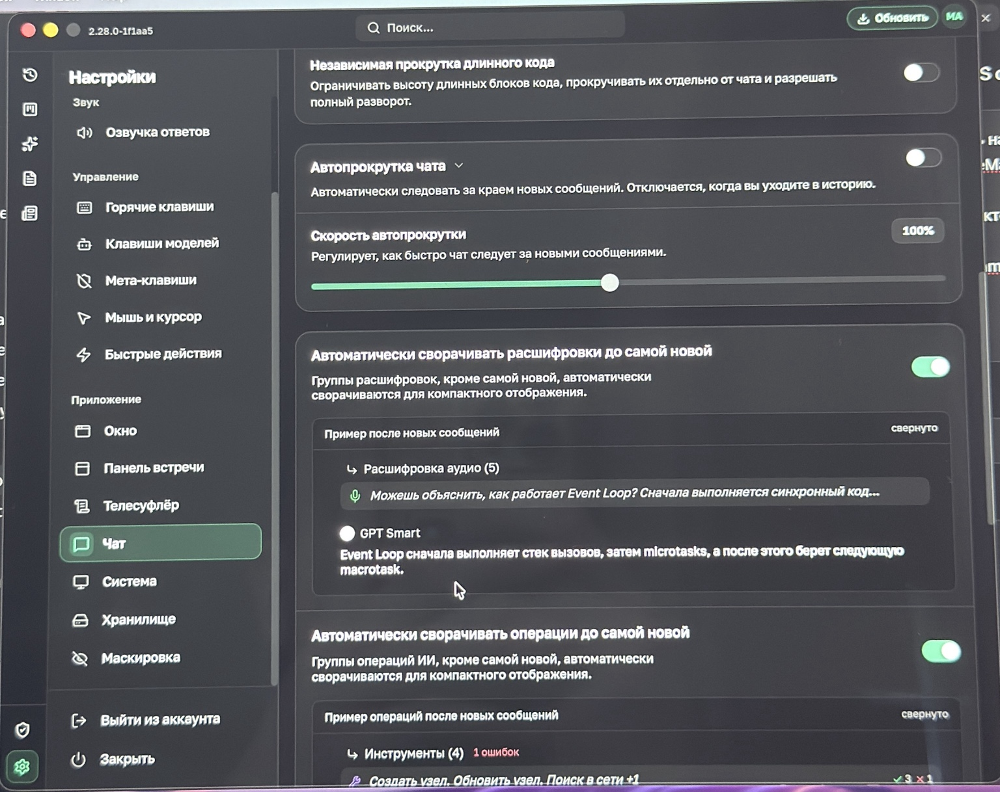 2.28.0-1f1aa5
Поиск...
Обновить
MA
Настройки
Звук
Озвучка ответов
Управление
Горячие клавиши
Клавиши моделей
Мета-клавиши
Мышь и курсор
Быстрые действия
Приложение
Окно
Панель встречи
Телесуфлёр
Чат
Система
Хранилище
Маскировка
Выйти из аккаунта
Закрыть
Независимая прокрутка длинного кода
Ограничивать высоту длинных блоков кода, прокручивать их отдельно от чата и разрешать
полный разворот.
Автопрокрутка чата
Автоматически следовать за краем новых сообщений. Отключается, когда вы уходите в историю.
Скорость автопрокрутки
100%
Регулирует, как быстро чат следует за новыми сообщениями.
Автоматически сворачивать расшифровки до самой новой
Группы расшифровок, кроме самой новой, автоматически
сворачиваются для компактного отображения.
Пример после новых сообщений
свернуто
Расшифровка аудио (5)
Можешь объяснить, как работает Event Loop? Сначала выполняется синхронный код...
GPT Smart
Event Loop сначала выполняет стек вызовов, затем microtasks, а после этого берет следующую
macrotask.
Автоматически сворачивать операции до самой новой
Группы операций ИИ, кроме самой новой, автоматически
сворачиваются для компактного отображения.
Пример операций после новых сообщений
свернуто
Инструменты (4) 1 ошибок
Создать узел, Обновить узел, Поиск в сети +1
3 1